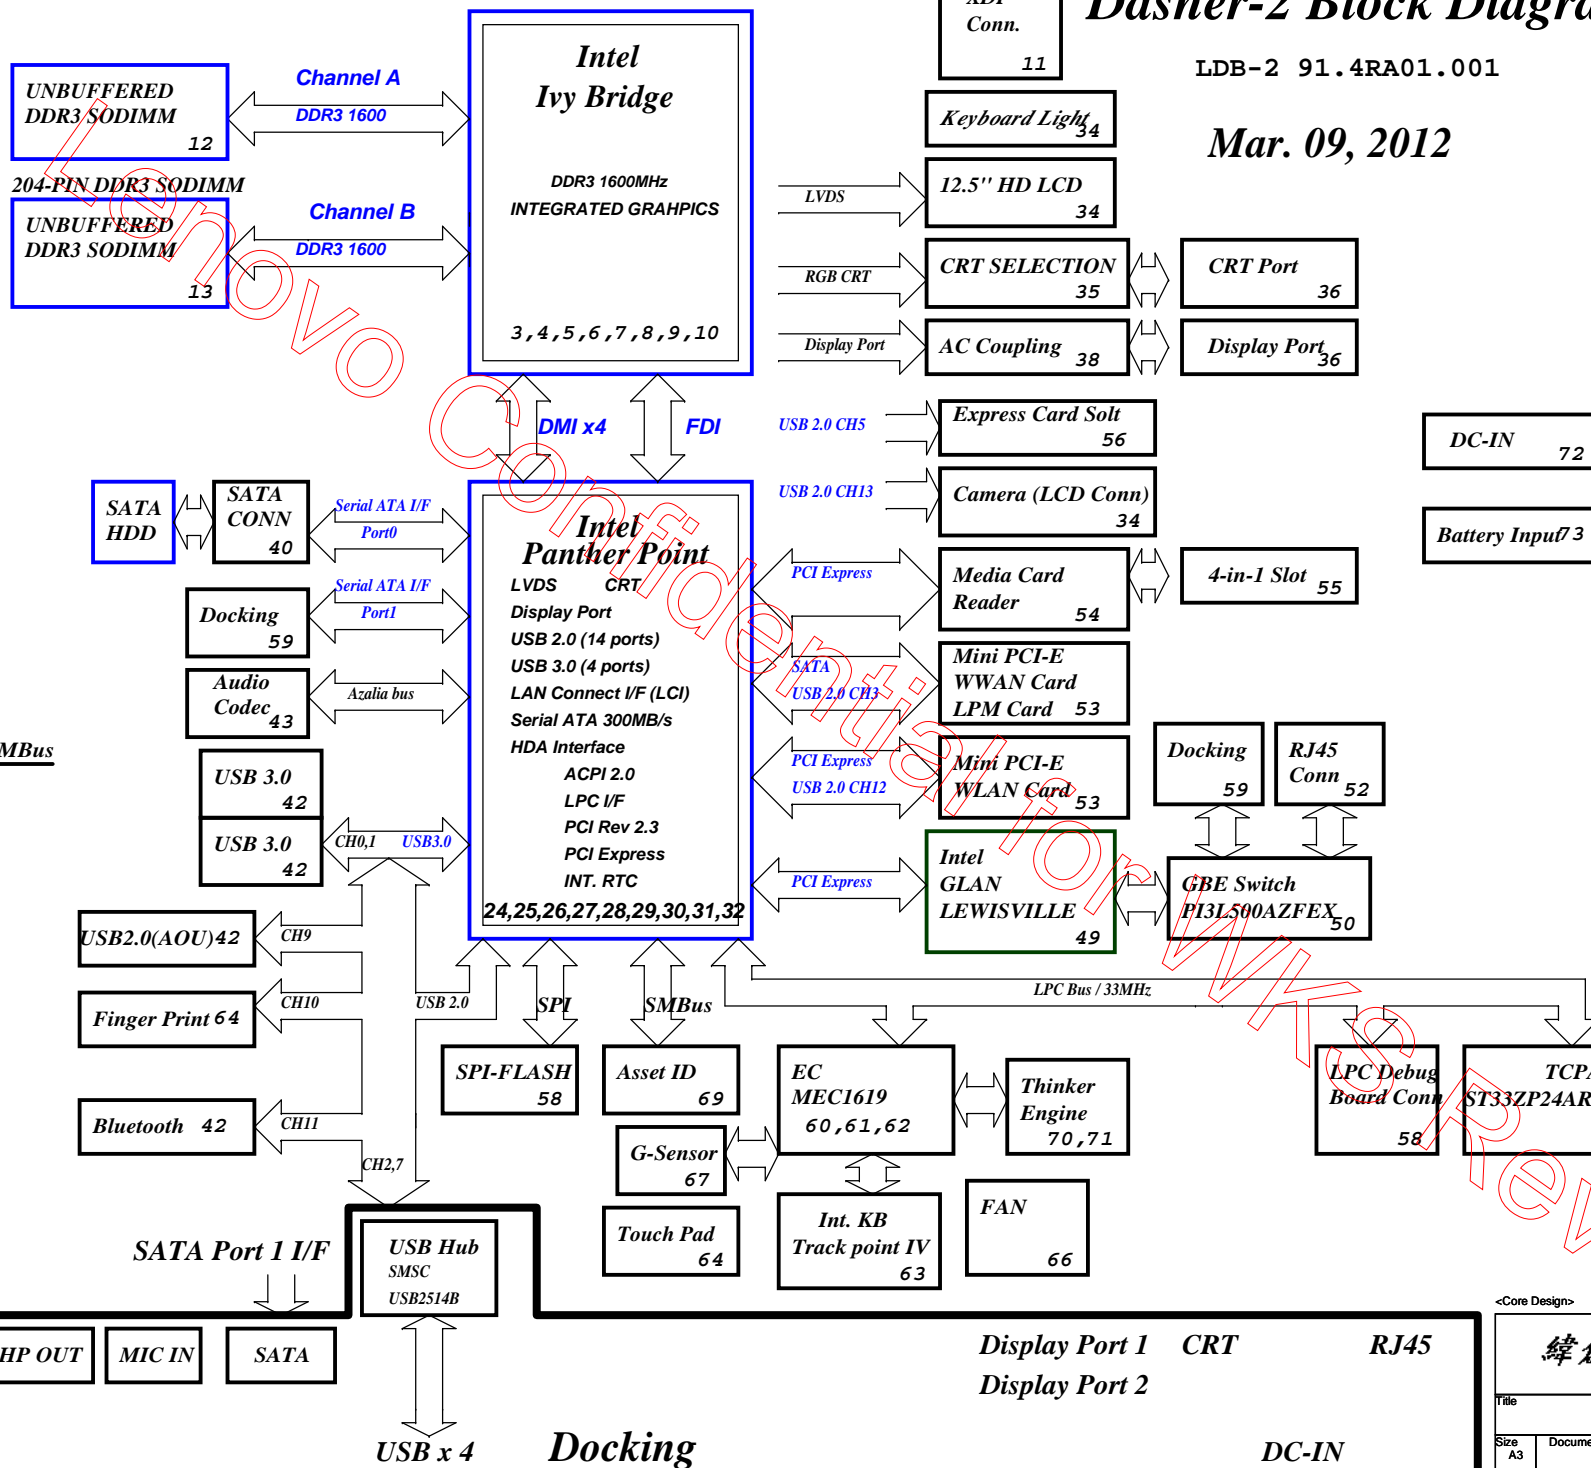 Conn.
11
LDB-2 91.4RA01.001
Mar. 09, 2012
Intel
Ivy Bridge
DDR3 1600MHz
INTEGRATED GRAHPICS
3,4,5,6,7,8,9,10
UNBUFFERED
DDR3 SODIMM
12
Channel A
DDR3 1600
204-PIN DDR3 SODIMM
UNBUFFERED
DDR3 SODIMM
13
Channel B
DDR3 1600
Keyboard Light
34
LVDS
12.5'' HD LCD
34
RGB CRT
CRT SELECTION
35
CRT Port
36
Display Port
AC Coupling
38
Display Port
36
DMI x4
FDI
USB 2.0 CH5
Express Card Solt
56
USB 2.0 CH13
Camera (LCD Conn)
34
DC-IN
72
Battery Input
73
SATA
HDD
SATA
CONN
40
Serial ATA I/F
Port0
Docking
59
Serial ATA I/F
Port1
Audio
Codec
43
Azalia bus
Intel
Panther Point
LVDS CRT
Display Port
USB 2.0 (14 ports)
USB 3.0 (4 ports)
LAN Connect I/F (LCI)
Serial ATA 300MB/s
HDA Interface
ACPI 2.0
LPC I/F
PCI Rev 2.3
PCI Express
INT. RTC
24,25,26,27,28,29,30,31,32
PCI Express
Media Card
Reader
54
4-in-1 Slot
55
SATA
USB 2.0 CH3
Mini PCI-E
WWAN Card
LPM Card
53
PCI Express
USB 2.0 CH12
Mini PCI-E
WLAN Card
53
Docking
59
RJ45
Conn
52
PCI Express
Intel
GLAN
LEWISVILLE
49
GBE Switch
PI3L500AZFEX
50
MBus
USB 3.0
42
USB 3.0
42
CH0,1
USB3.0
USB2.0(AOU)
42
CH9
Finger Print
64
CH10
USB 2.0
Bluetooth
42
CH11
CH2,7
SPI
SMBus
LPC Bus / 33MHz
SPI-FLASH
58
Asset ID
69
EC
MEC1619
60,61,62
Thinker
Engine
70,71
LPC Debug
Board Conn
58
TCPA
ST33ZP24AR
G-Sensor
67
Touch Pad
64
Int. KB
Track point IV
63
FAN
66
SATA Port 1 I/F
USB Hub
SMSC
USB2514B
HP OUT
MIC IN
SATA
USB x 4
Docking
Display Port 1
CRT
RJ45
Display Port 2
DC-IN
<Core Design>
Title
Size
A3
Lenovo Confidential for WKS Rev